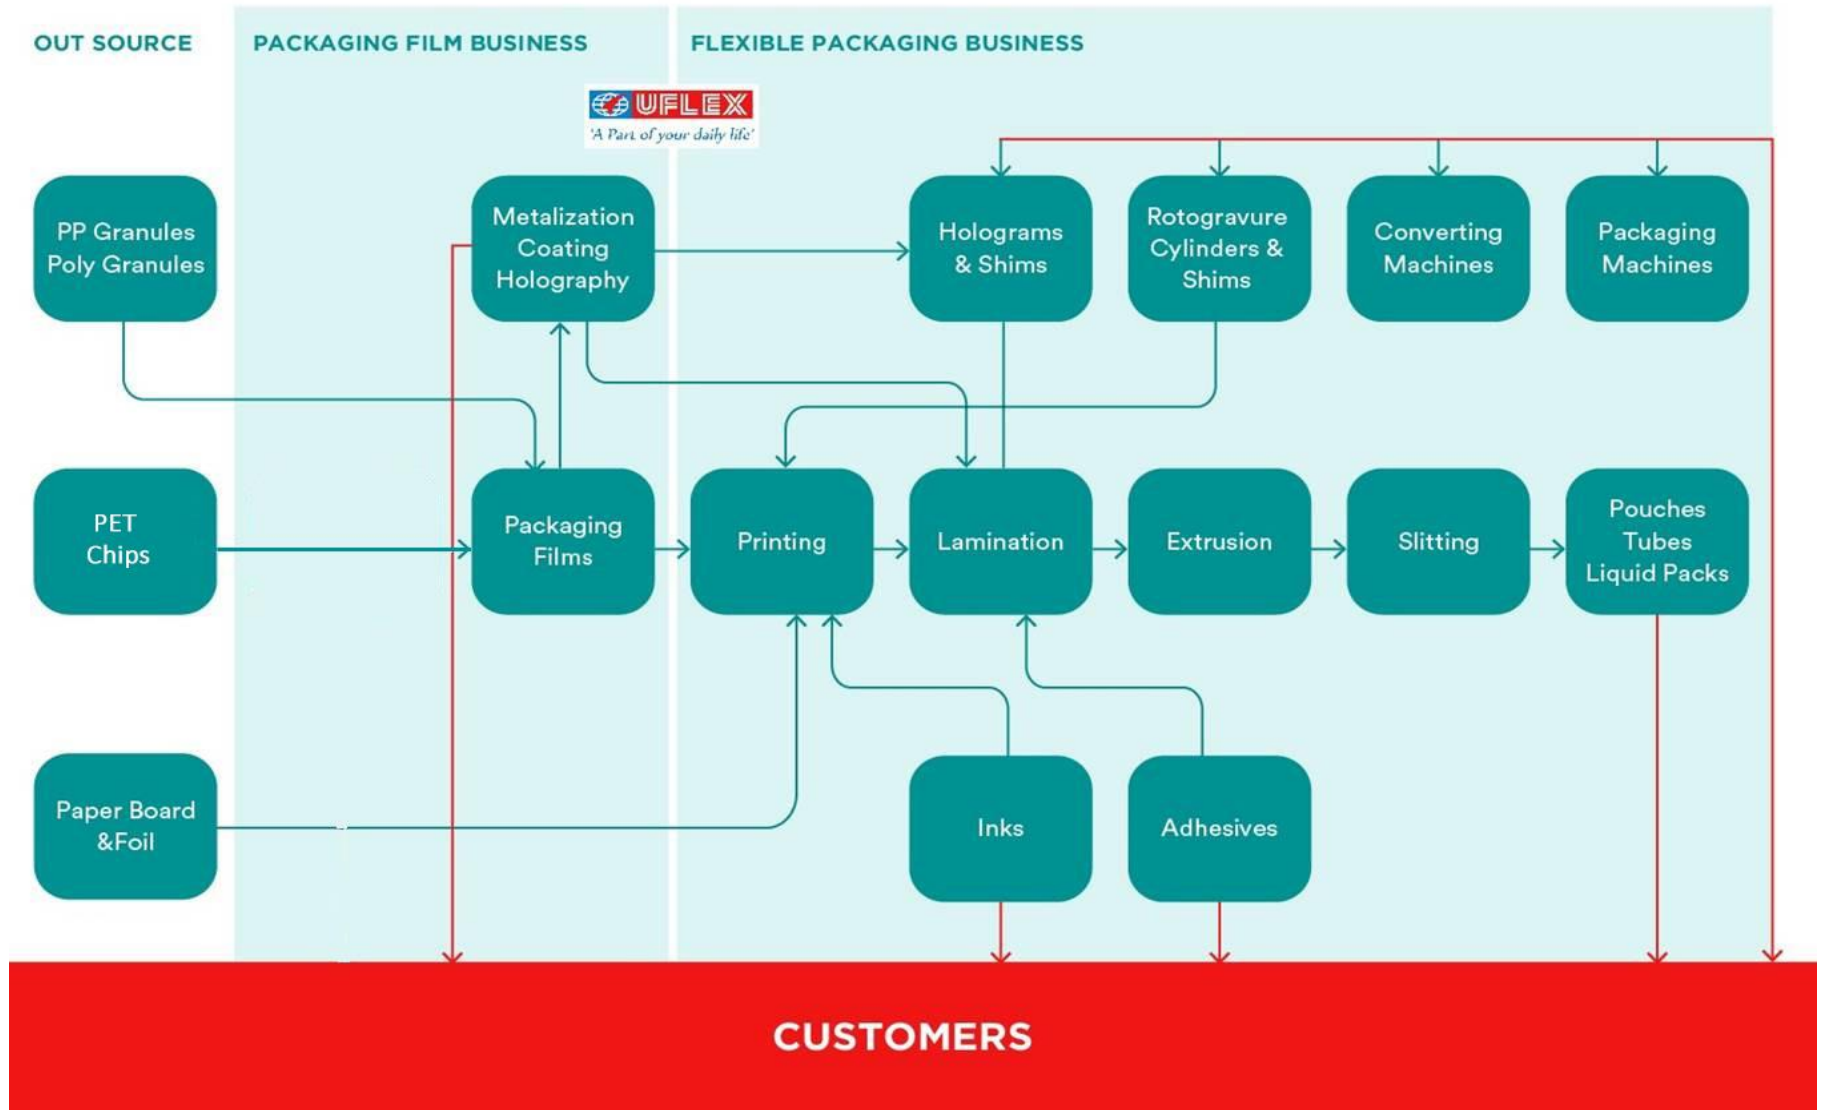 OUT SOURCE
PACKAGING FILM BUSINESS
FLEXIBLE PACKAGING BUSINESS
UFLEX
'A Part of your daily life'
PP Granules
Poly Granules
Metalization
Coating
Holography
Holograms
& Shims
Rotogravure
Cylinders &
Shims
Converting
Machines
Packaging
Machines
PET
Chips
Packaging
Films
Printing
Lamination
Extrusion
Slitting
Pouches
Tubes
Liquid Packs
Paper Board
&Foil
Inks
Adhesives
CUSTOMERS